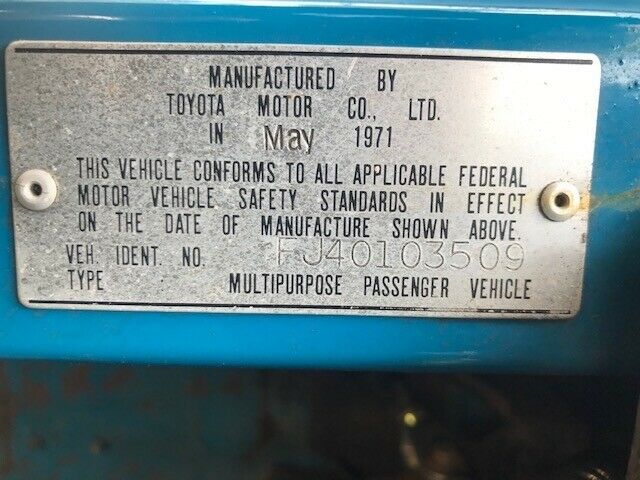 MANUFACTURED BY
TOYOTA MOTOR CO., LTD.
IN May 1971
THIS VEHICLE CONFORMS TO ALL APPLICABLE FEDERAL
MOTOR VEHICLE SAFETY STANDARDS IN EFFECT
ON THE DATE OF MANUFACTURE SHOWN ABOVE.
VEH. IDENT. NO. FJ40103509
TYPE MULTIPURPOSE PASSENGER VEHICLE